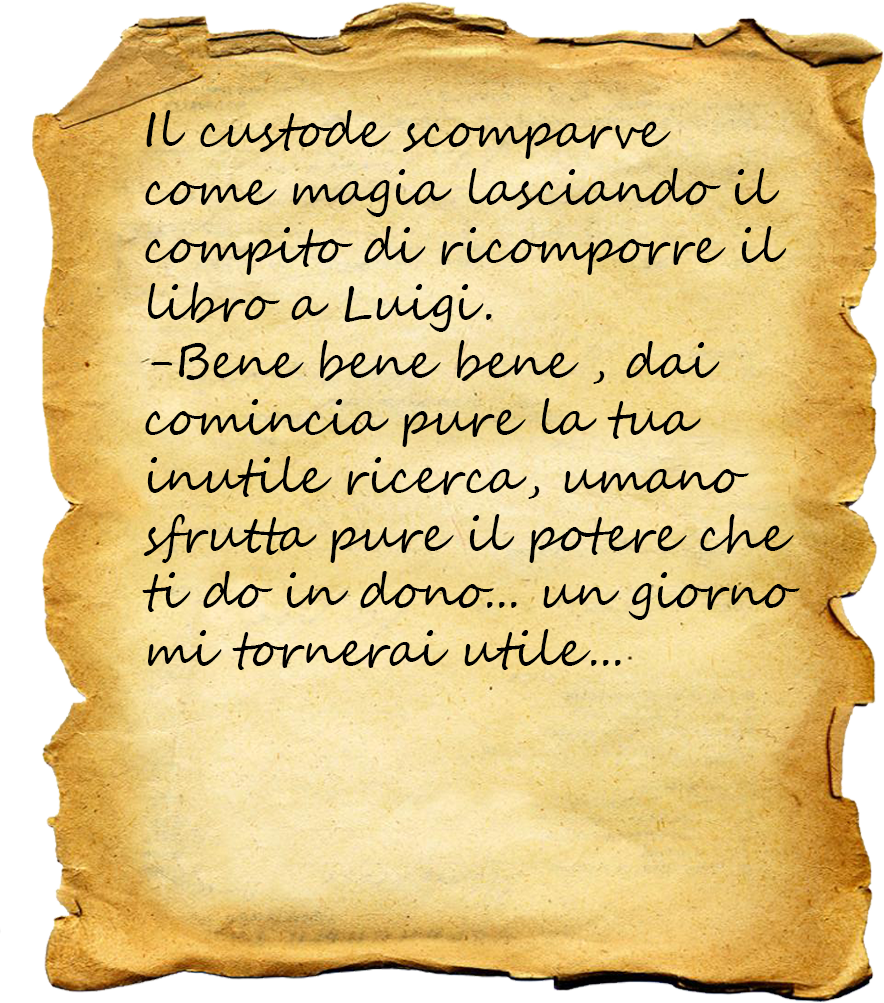 Il custode scomparve
come magia lasciando il
compito di ricomporre il
libro a Luigi.
-Bene bene bene , dai
comincia pure la tua
inutile ricerca, umano
sfrutta pure il potere che
ti do in dono... un giorno
mi tornerai utile...